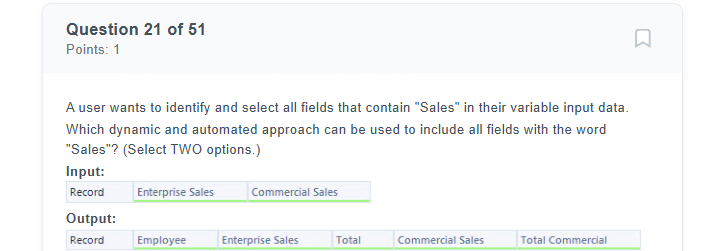 Question 21 of 51
Points: 1
A user wants to identify and select all fields that contain "Sales" in their variable input data.
Which dynamic and automated approach can be used to include all fields with the word
"Sales"? (Select TWO options.)
Input:
Record Enterprise Sales Commercial Sales
Output:
Record Employee Enterprise Sales Total Commercial Sales Total Commercial